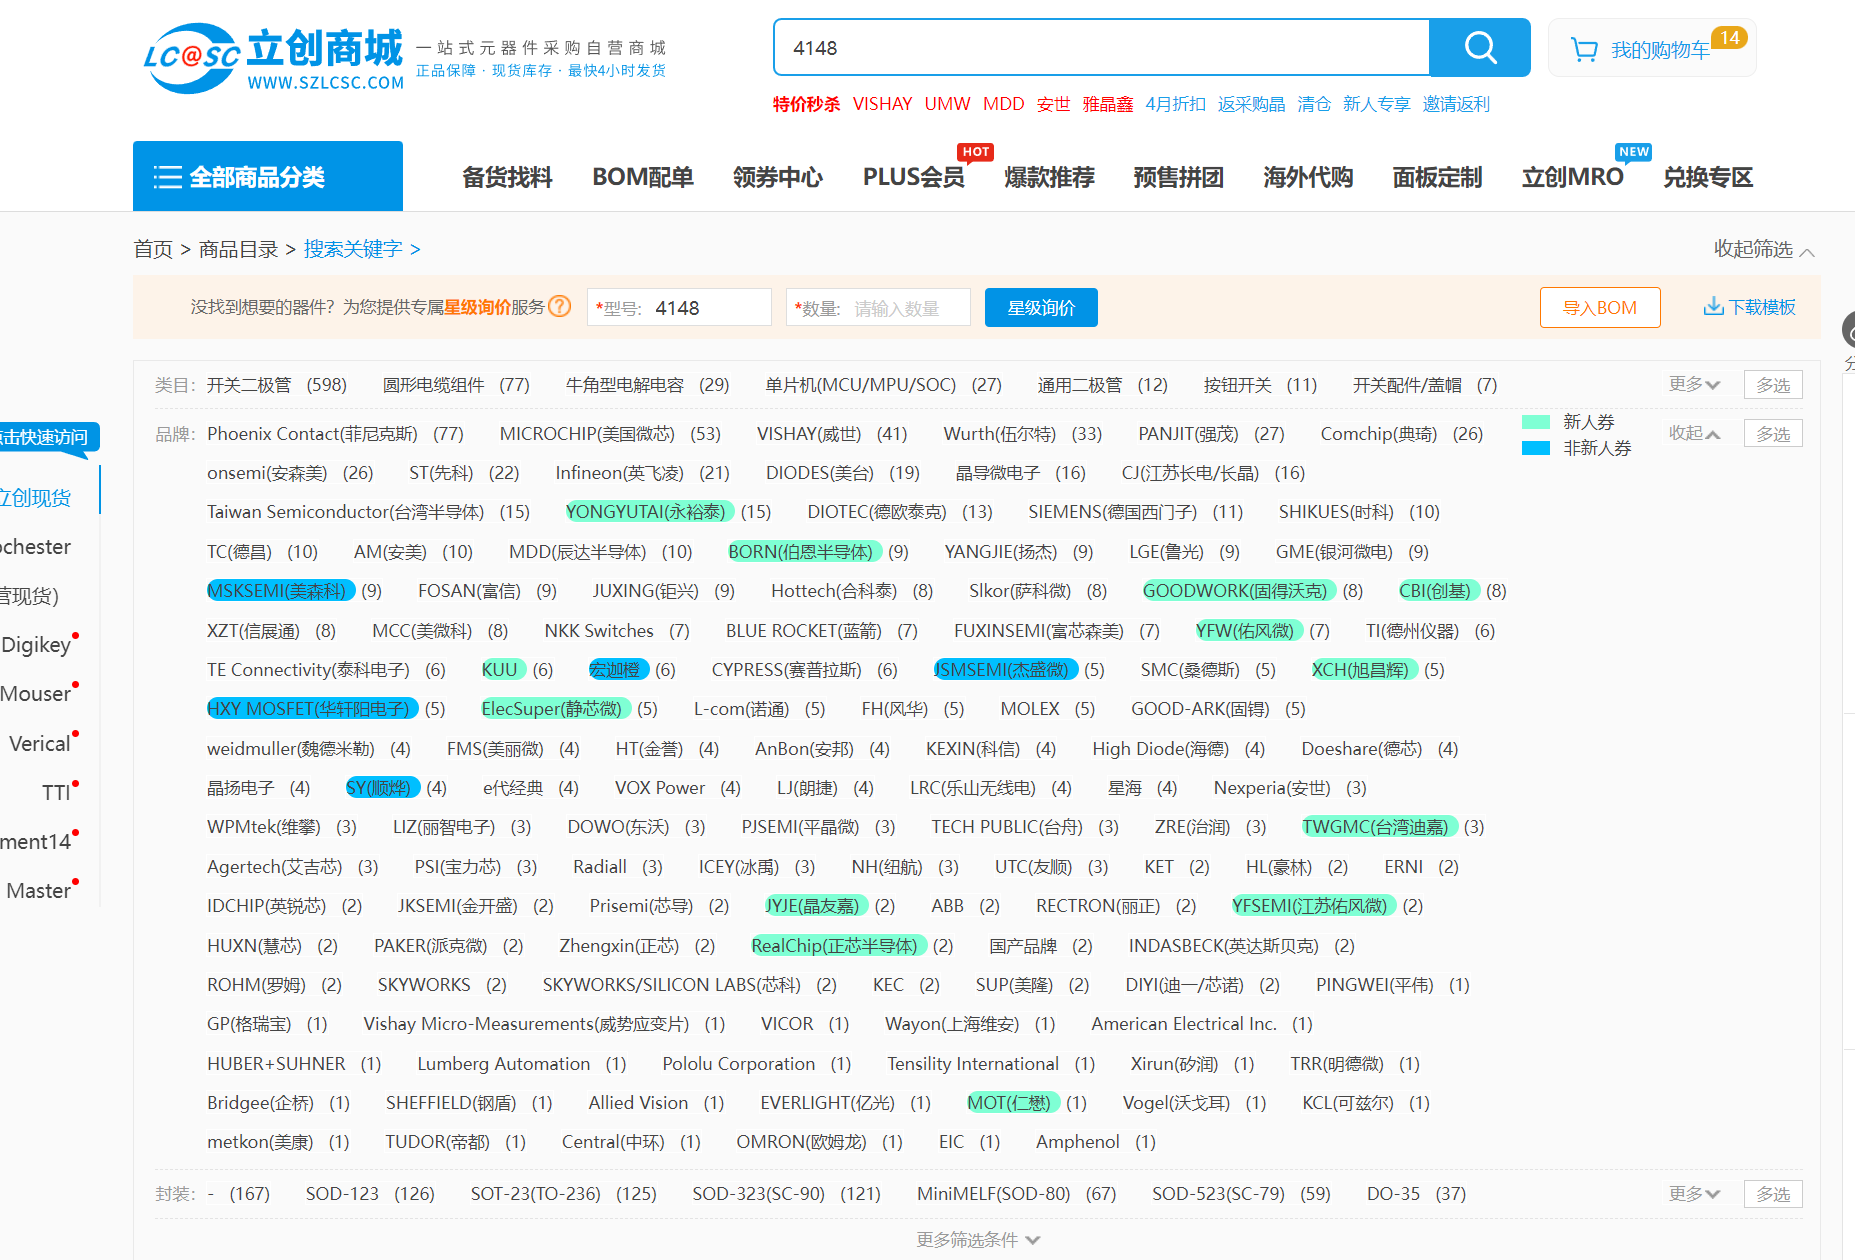 LC@SC 立创商城 一站式元器件采购自营商城
WWW.SZLCSC.COM 正品保障 · 现货库存 · 最快4小时发货
4148
我的购物车 14
特价秒杀 VISHAY UMW MDD 安世 雅晶鑫 4月折扣 返采购晶 清仓 新人专享 邀请返利
全部商品分类 备货找料 BOM配单 领券中心 PLUS会员 HOT 爆款推荐 预售拼团 海外代购 面板定制 立创MRO NEW 兑换专区
首页 > 商品目录 > 搜索关键字 > 收起筛选
没找到想要的器件？为您提供专属星级询价服务 ? *型号: 4148 *数量: 请输入数量 星级询价 导入BOM 下载模板
类目: 开关二极管 (598) 圆形电缆组件 (77) 牛角型电解电容 (29) 单片机(MCU/MPU/SOC) (27) 通用二极管 (12) 按钮开关 (11) 开关配件/盖帽 (7) 更多 多选
新人券
非新人券
品牌: Phoenix Contact(菲尼克斯) (77) MICROCHIP(美国微芯) (53) VISHAY(威世) (41) Wurth(伍尔特) (33) PANJIT(强茂) (27) Comchip(典琦) (26) 收起 多选
onsemi(安森美) (26) ST(先科) (22) Infineon(英飞凌) (21) DIODES(美台) (19) 晶导微电子 (16) CJ(江苏长电/长晶) (16)
Taiwan Semiconductor(台湾半导体) (15) YONGYUTAI(永裕泰) (15) DIOTEC(德欧泰克) (13) SIEMENS(德国西门子) (11) SHIKUES(时科) (10)
TC(德昌) (10) AM(安美) (10) MDD(辰达半导体) (10) BORN(伯恩半导体) (9) YANGJIE(扬杰) (9) LGE(鲁光) (9) GME(银河微电) (9)
MSKSEMI(美森科) (9) FOSAN(富信) (9) JUXING(钜兴) (9) Hottech(合科泰) (8) Slkor(萨科微) (8) GOODWORK(固得沃克) (8) CBI(创基) (8)
XZT(信展通) (8) MCC(美微科) (8) NKK Switches (7) BLUE ROCKET(蓝箭) (7) FUXINSEMI(富芯森美) (7) YFW(佑风微) (7) TI(德州仪器) (6)
TE Connectivity(泰科电子) (6) KUU (6) 宏迦橙 (6) CYPRESS(赛普拉斯) (6) JSMSEMI(杰盛微) (5) SMC(桑德斯) (5) XCH(旭昌辉) (5)
HXY MOSFET(华轩阳电子) (5) ElecSuper(静芯微) (5) L-com(诺通) (5) FH(风华) (5) MOLEX (5) GOOD-ARK(固锝) (5)
weidmuller(魏德米勒) (4) FMS(美丽微) (4) HT(金誉) (4) AnBon(安邦) (4) KEXIN(科信) (4) High Diode(海德) (4) Doeshare(德芯) (4)
晶扬电子 (4) SY(顺烨) (4) e代经典 (4) VOX Power (4) LJ(朗捷) (4) LRC(乐山无线电) (4) 星海 (4) Nexperia(安世) (3)
WPMtek(维攀) (3) LIZ(丽智电子) (3) DOWO(东沃) (3) PJSEMI(平晶微) (3) TECH PUBLIC(台舟) (3) ZRE(治润) (3) TWGMC(台湾迪嘉) (3)
Agertech(艾吉芯) (3) PSI(宝力芯) (3) Radiall (3) ICEY(冰禹) (3) NH(纽航) (3) UTC(友顺) (3) KET (2) HL(豪林) (2) ERNI (2)
IDCHIP(英锐芯) (2) JKSEMI(金开盛) (2) Prisemi(芯导) (2) JYJE(晶友嘉) (2) ABB (2) RECTRON(丽正) (2) YFSEMI(江苏佑风微) (2)
HUXN(慧芯) (2) PAKER(派克微) (2) Zhengxin(正芯) (2) RealChip(正芯半导体) (2) 国产品牌 (2) INDASBECK(英达斯贝克) (2)
ROHM(罗姆) (2) SKYWORKS (2) SKYWORKS/SILICON LABS(芯科) (2) KEC (2) SUP(美隆) (2) DIYI(迪一/芯诺) (2) PINGWEI(平伟) (1)
GP(格瑞宝) (1) Vishay Micro-Measurements(威势应变片) (1) VICOR (1) Wayon(上海维安) (1) American Electrical Inc. (1)
HUBER+SUHNER (1) Lumberg Automation (1) Pololu Corporation (1) Tensility International (1) Xirun(矽润) (1) TRR(明德微) (1)
Bridgee(企桥) (1) SHEFFIELD(钢盾) (1) Allied Vision (1) EVERLIGHT(亿光) (1) MOT(仁懋) (1) Vogel(沃戈耳) (1) KCL(可兹尔) (1)
metkon(美康) (1) TUDOR(帝都) (1) Central(中环) (1) OMRON(欧姆龙) (1) EIC (1) Amphenol (1)
封装: - (167) SOD-123 (126) SOT-23(TO-236) (125) SOD-323(SC-90) (121) MiniMELF(SOD-80) (67) SOD-523(SC-79) (59) DO-35 (37) 更多 多选
更多筛选条件
击快速访问
立创现货
ochester
营现货)
Digikey
Mouser
Verical
TTI
ment14
Master